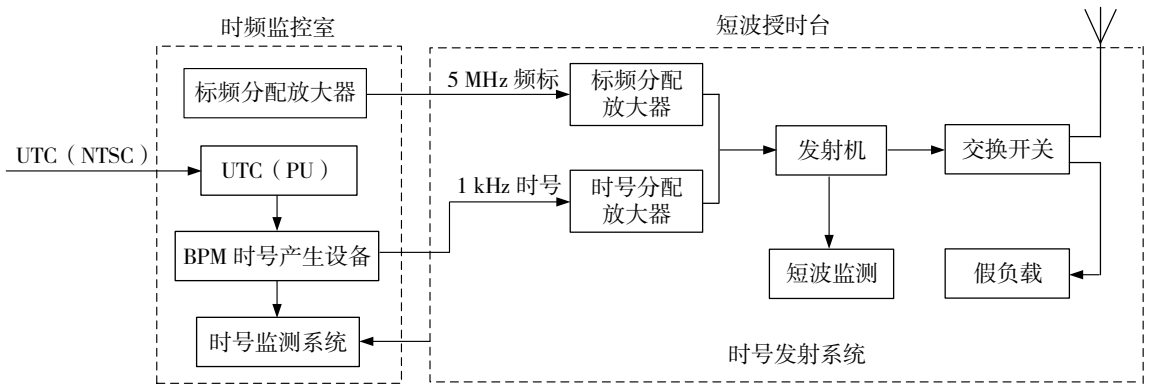 时频监控室
短波授时台
标频分配放大器
5 MHz 频标
标频分配
放大器
UTC（NTSC）
UTC（PU）
1 kHz 时号
时号分配
放大器
发射机
交换开关
BPM 时号产生设备
短波监测
假负载
时号监测系统
时号发射系统